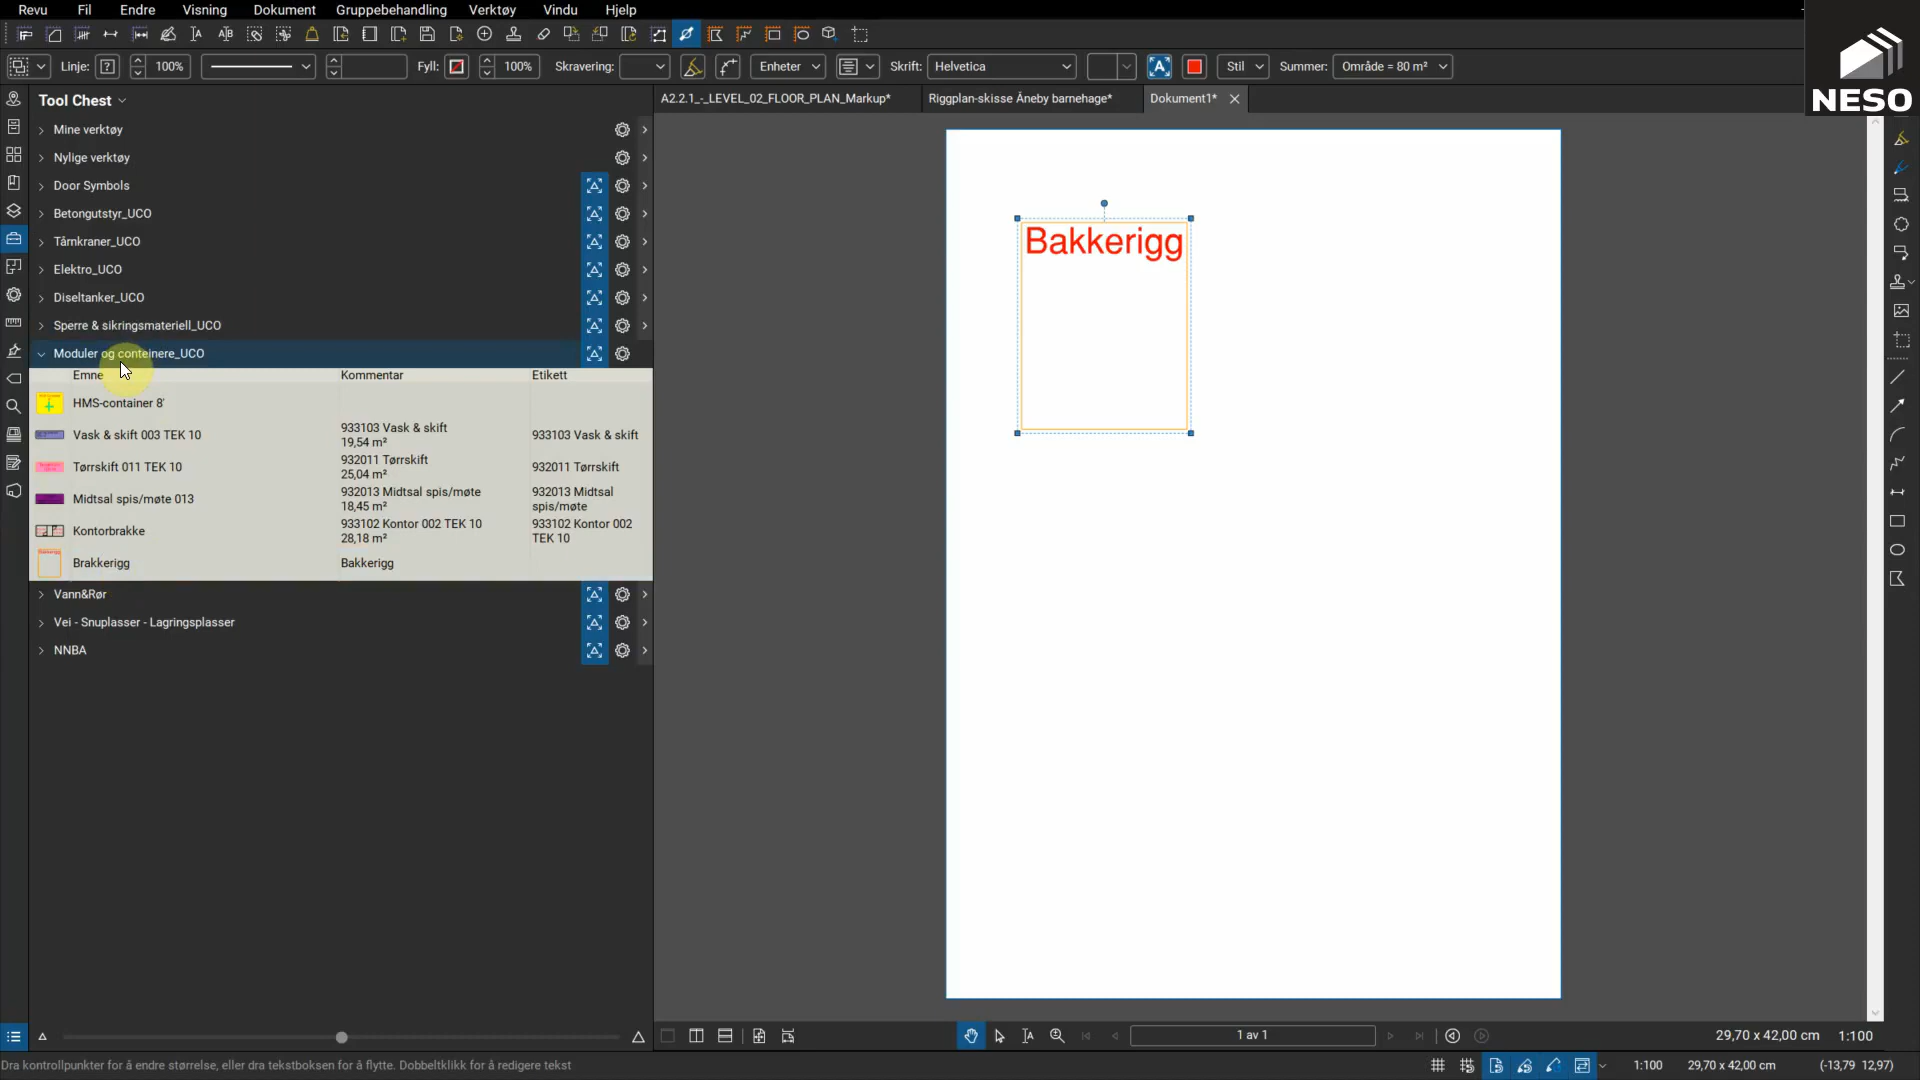 Revu Fil Endre Visning Dokument Gruppebehandling Verktøy Vindu Hjelp
NESO
Linje: ? 100% Fyll: 100% Skravering: Enheter Skrift: Helvetica A Stil Summer: Område = 80 m²
Tool Chest
A2.2.1_-_LEVEL_02_FLOOR_PLAN_Markup* Riggplan-skisse Åneby barnehage* Dokument1*
Mine verktøy
Nylige verktøy
Door Symbols
Betongutstyr_UCO
Tårnkraner_UCO
Elektro_UCO
Diseltanker_UCO
Sperre & sikringsmateriell_UCO
Moduler og conteinere_UCO
Emne Kommentar Etikett
HMS-container 8'
Vask & skift 003 TEK 10 933103 Vask & skift 933103 Vask & skift
19,54 m²
Tørrskift 011 TEK 10 932011 Tørrskift 932011 Tørrskift
25,04 m²
Midtsal spis/møte 013 932013 Midtsal spis/møte 932013 Midtsal
18,45 m² spis/møte
Kontorbrakke 933102 Kontor 002 TEK 10 933102 Kontor 002
28,18 m² TEK 10
Brakkerigg Bakkerigg
Vann&Rør
Vei - Snuplasser - Lagringsplasser
NNBA
Bakkerigg
1 av 1 29,70 x 42,00 cm 1:100
Dra kontrollpunkter for å endre størrelse, eller dra tekstboksen for å flytte. Dobbeltklikk for å redigere tekst 1:100 29,70 x 42,00 cm (-13,79 12,97)